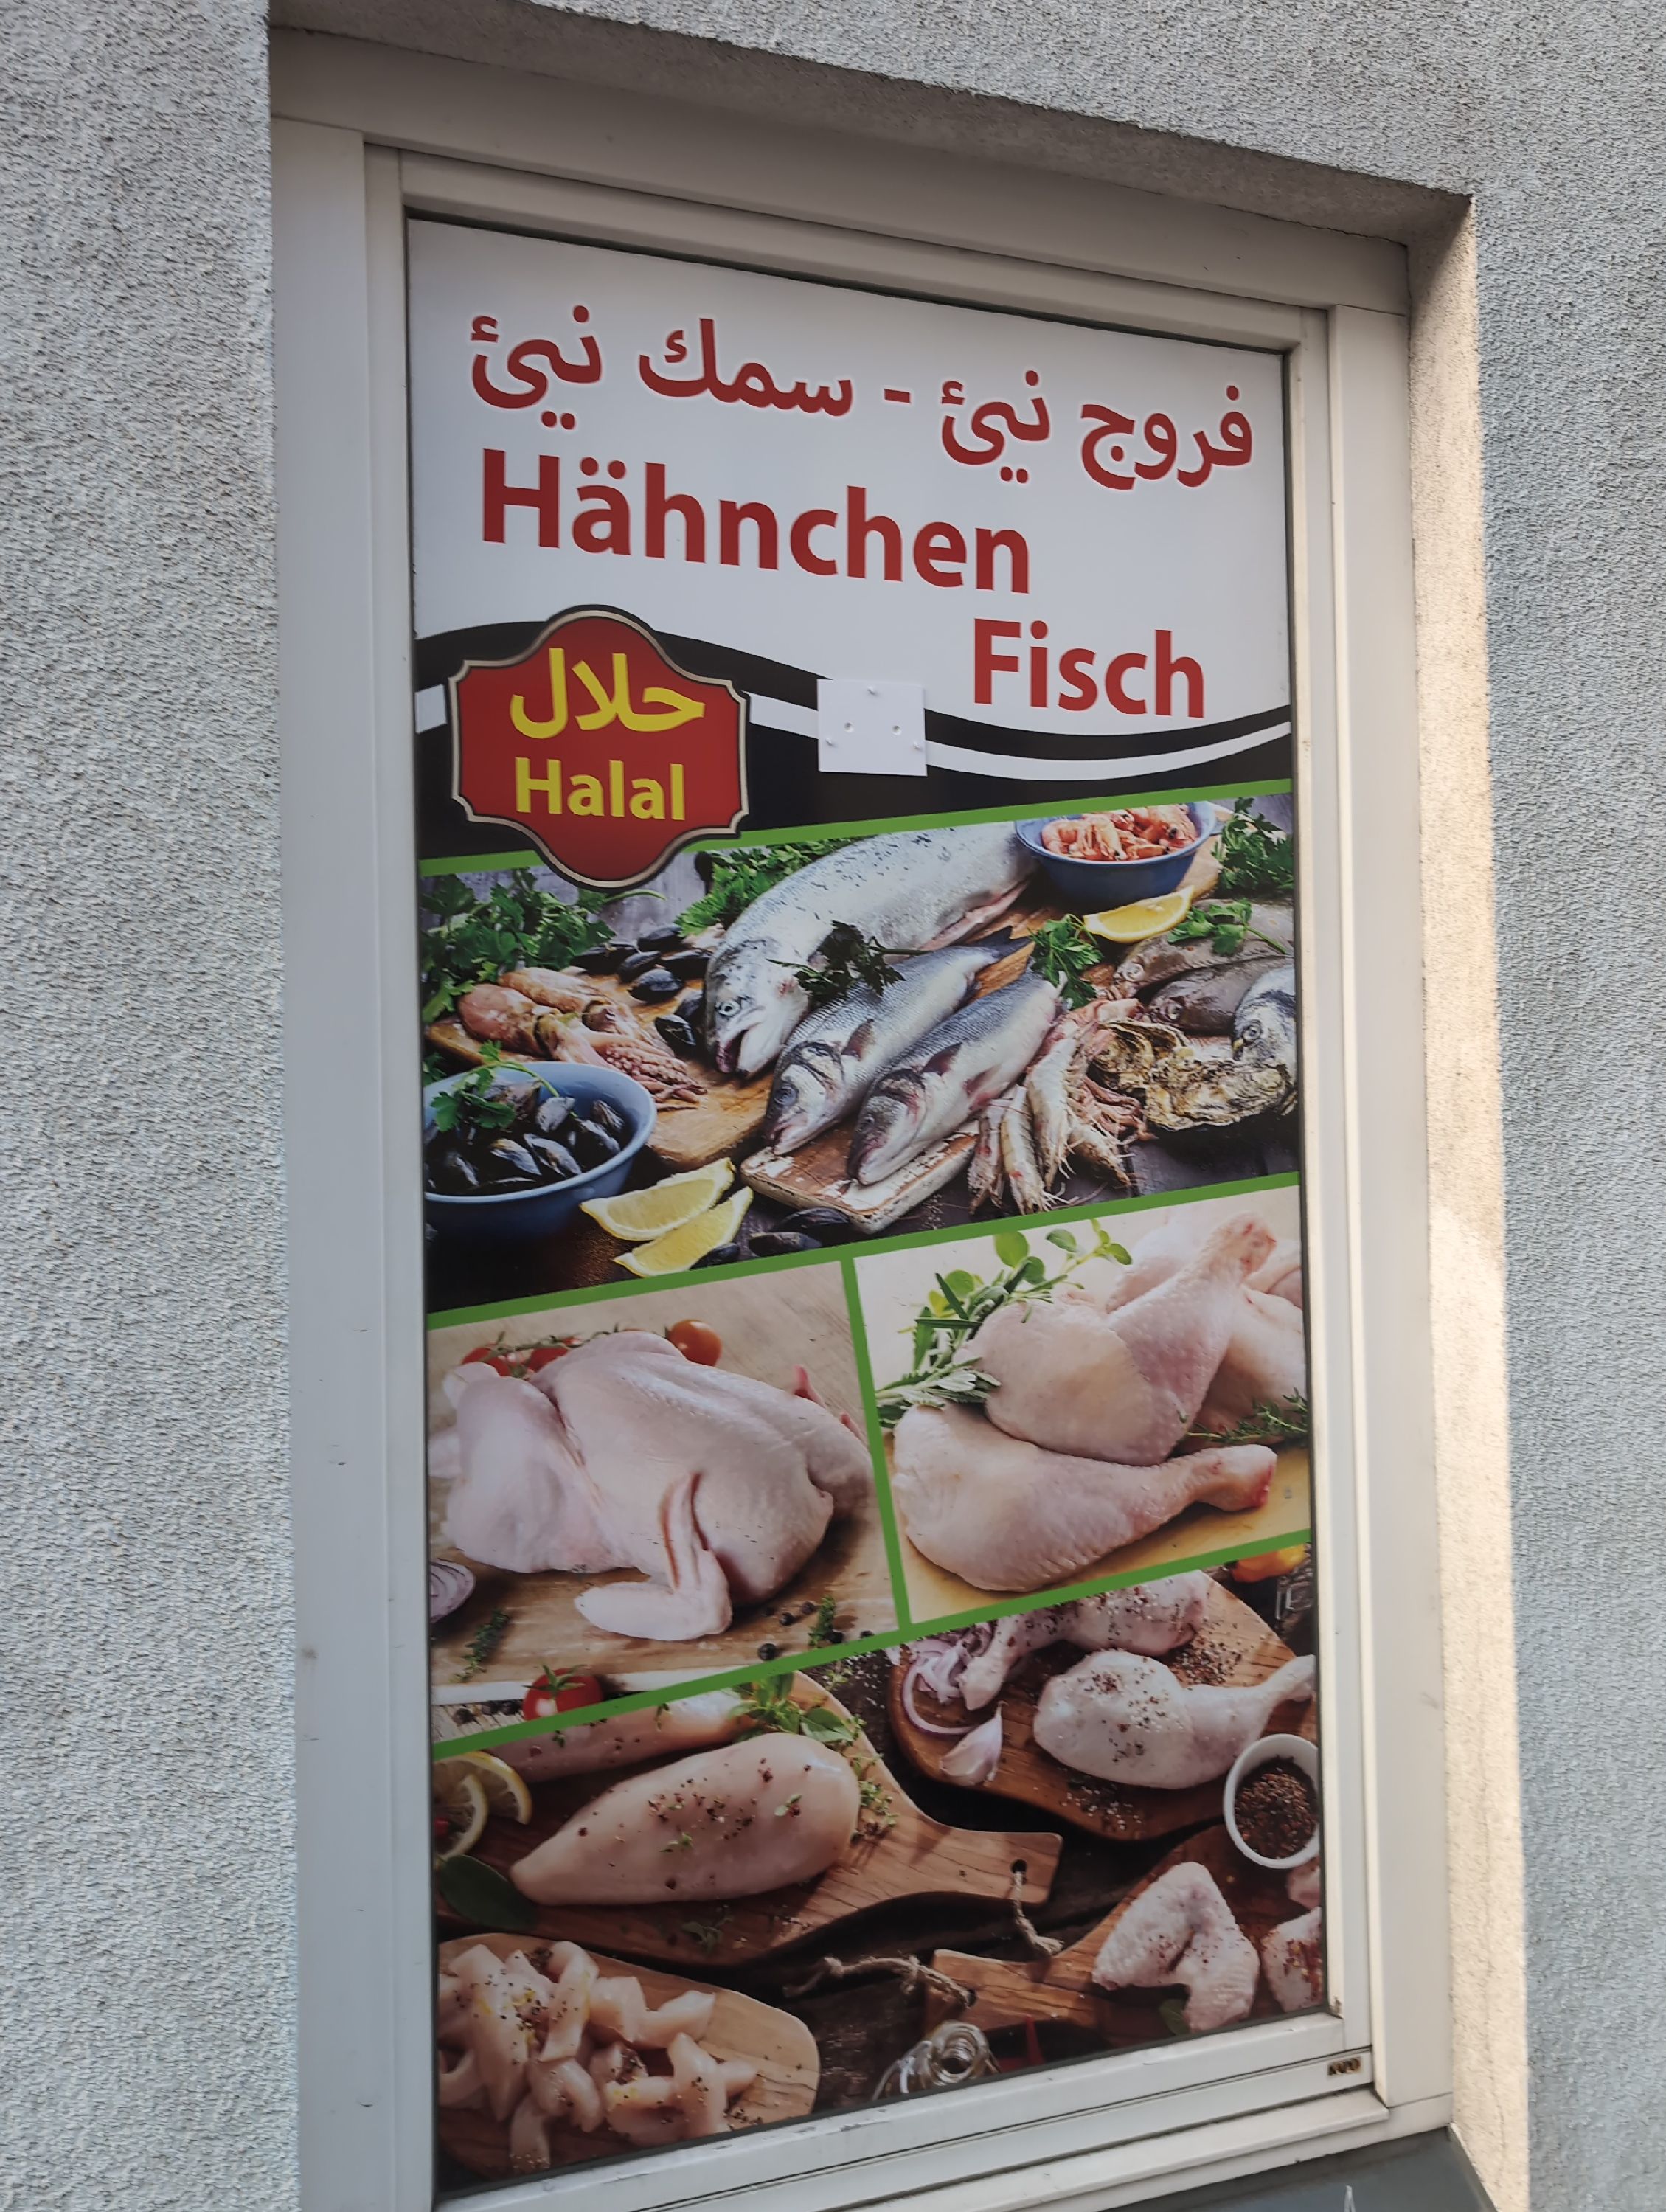 فروج نيئ - سمك نيئ
Hähnchen
Fisch
حلال
Halal